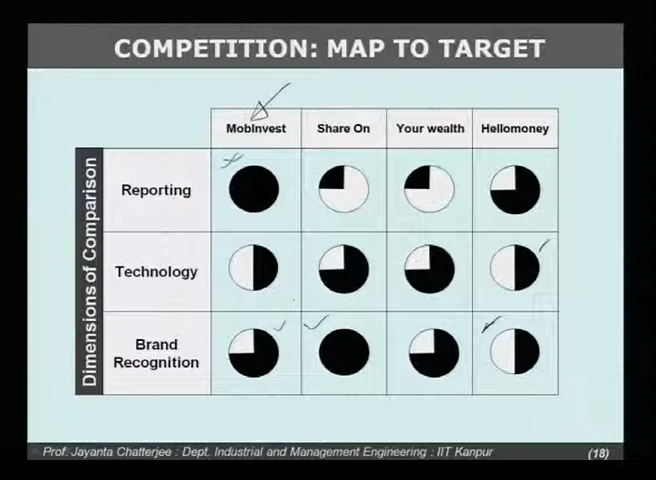 COMPETITION: MAP TO TARGET
MobInvest Share On Your wealth Hellomoney
Dimensions of Comparison
Reporting
Technology
Brand
Recognition
Prof. Jayanta Chatterjee : Dept. Industrial and Management Engineering : IIT Kanpur (18)